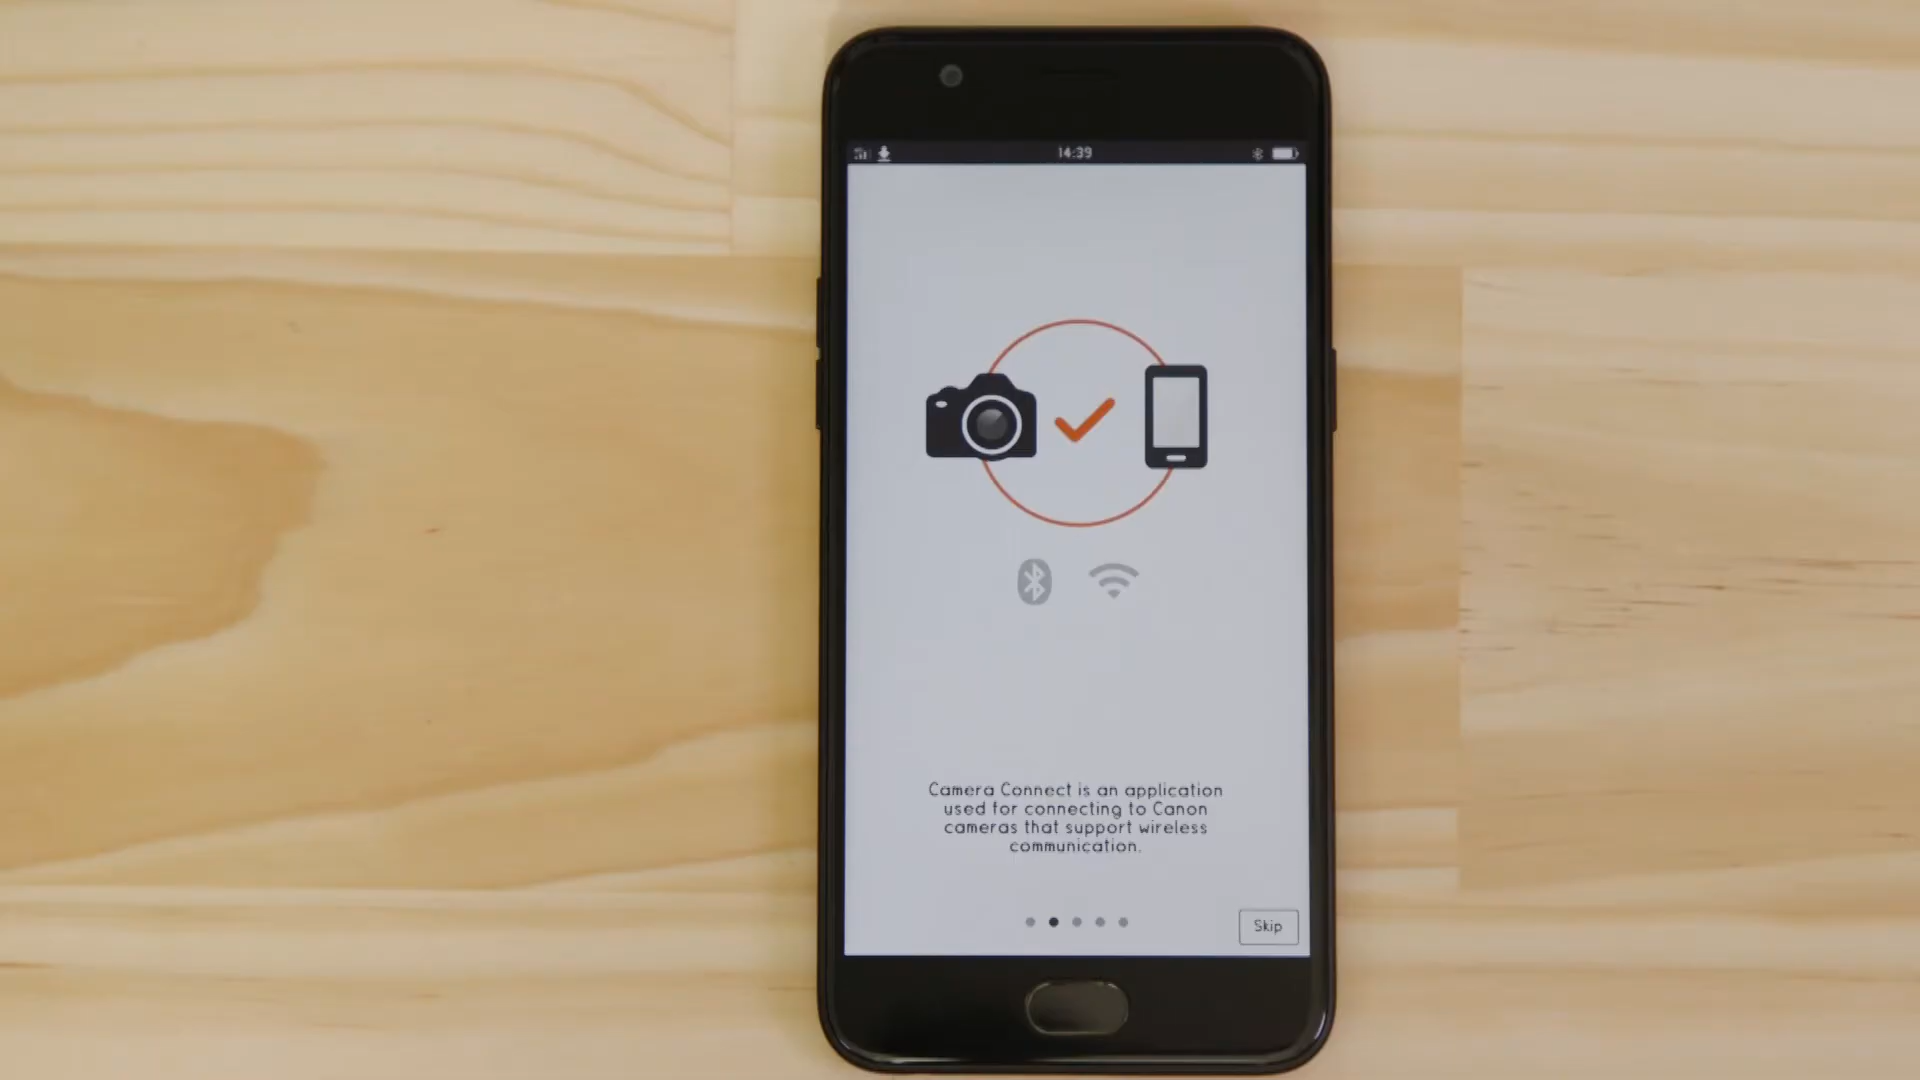 14:39
Camera Connect is an application
used for connecting to Canon
cameras that support wireless
communication.
Skip